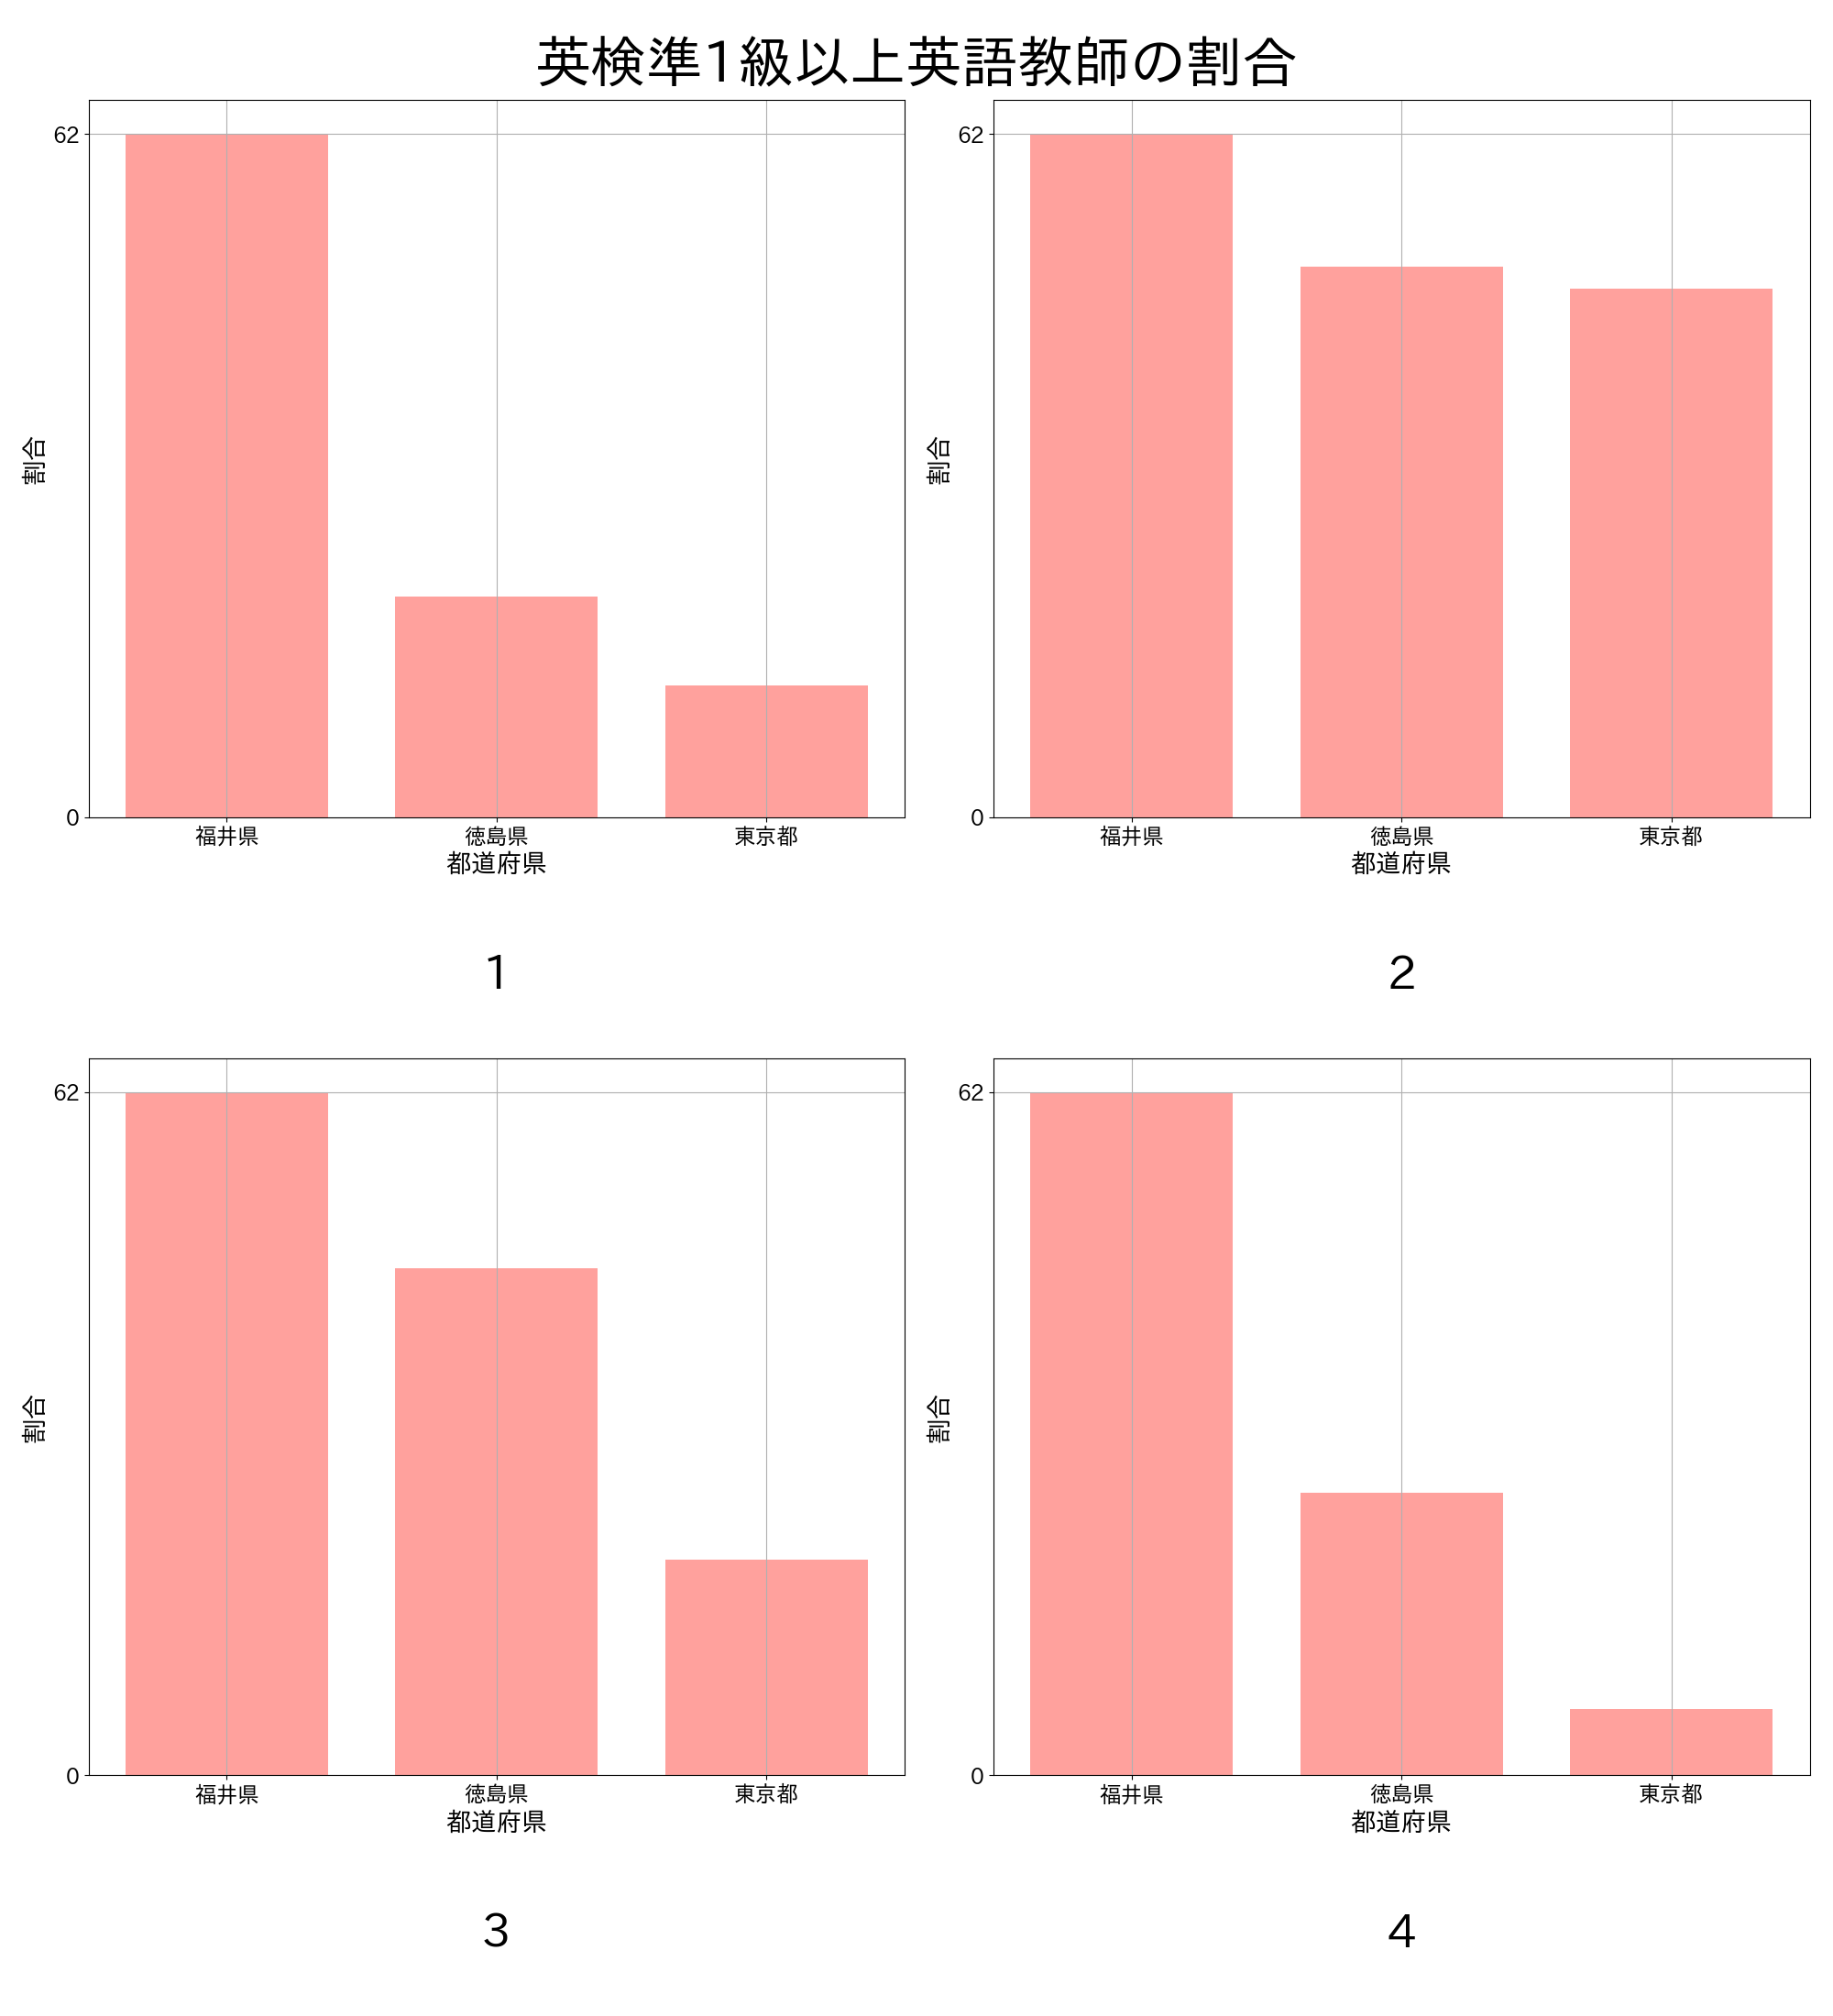 英検準1級以上英語教師の割合
62
0
割合
福井県 徳島県 東京都
都道府県
1
62
0
割合
福井県 徳島県 東京都
都道府県
2
62
0
割合
福井県 徳島県 東京都
都道府県
3
62
0
割合
福井県 徳島県 東京都
都道府県
4